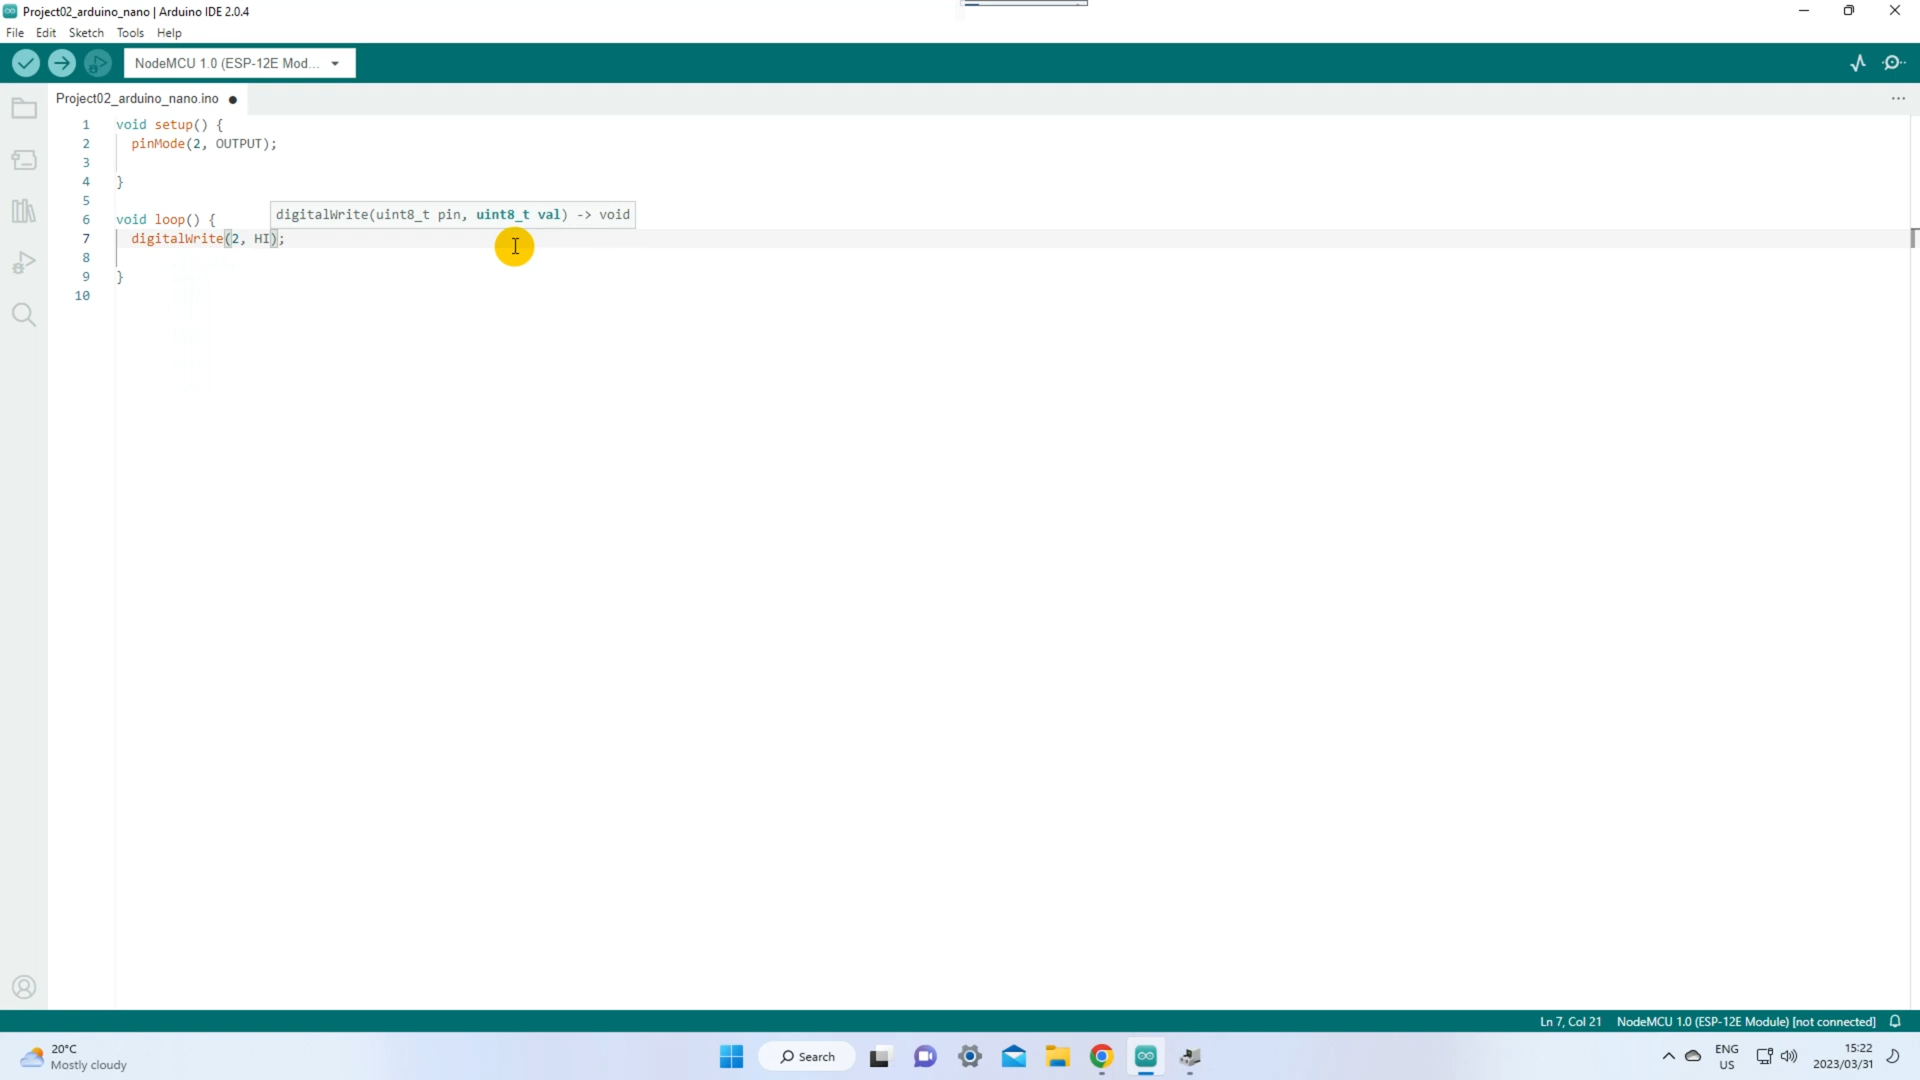 Project02_arduino_nano | Arduino IDE 2.0.4
File Edit Sketch Tools Help
NodeMCU 1.0 (ESP-12E Mod...
Project02_arduino_nano.ino
1 void setup() {
2 pinMode(2, OUTPUT);
3
4 }
5
digitalWrite(uint8_t pin, uint8_t val) -> void
6 void loop() {
7 digitalWrite(2, HI);
8
9 }
10
Ln 7, Col 21 NodeMCU 1.0 (ESP-12E Module) [not connected]
20°C
Mostly cloudy
Search
ENG
US
15:22
2023/03/31